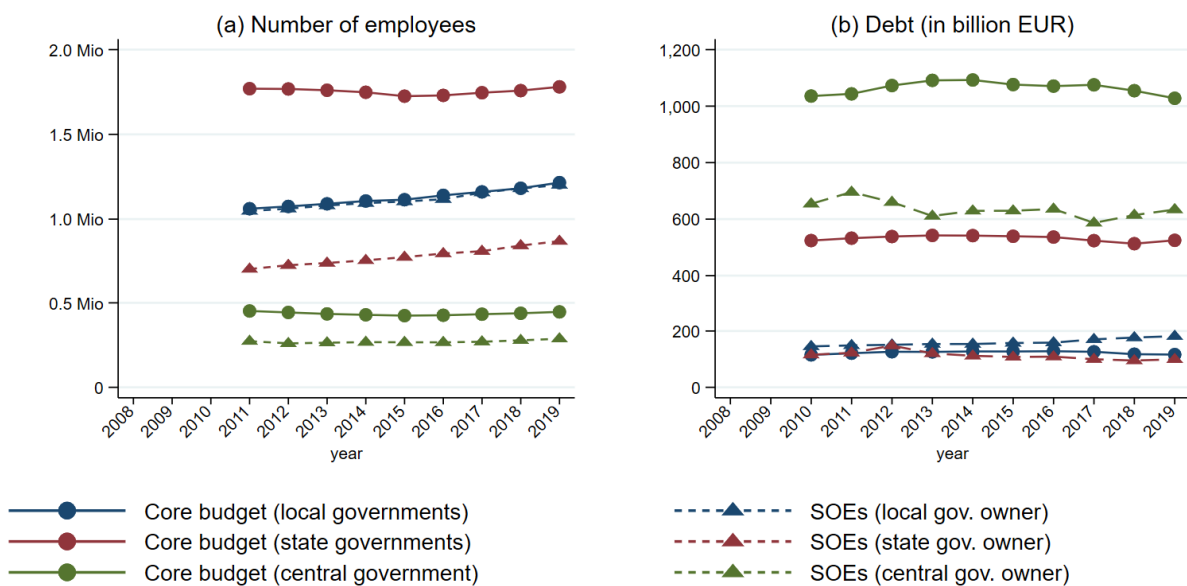 (a) Number of employees
2.0 Mio
1.5 Mio
1.0 Mio
0.5 Mio
0
2008 2009 2010 2011 2012 2013 2014 2015 2016 2017 2018 2019
year
(b) Debt (in billion EUR)
1,200
1,000
800
600
400
200
0
2008 2009 2010 2011 2012 2013 2014 2015 2016 2017 2018 2019
year
Core budget (local governments)
Core budget (state governments)
Core budget (central government)
SOEs (local gov. owner)
SOEs (state gov. owner)
SOEs (central gov. owner)